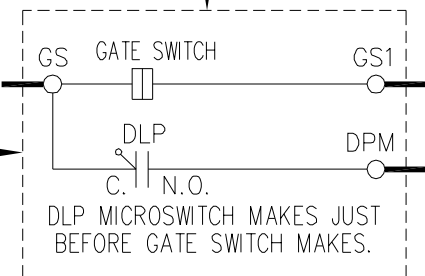 GATE SWITCH
GS GS1
DLP
DPM
C. N.O.
DLP MICROSWITCH MAKES JUST
BEFORE GATE SWITCH MAKES.